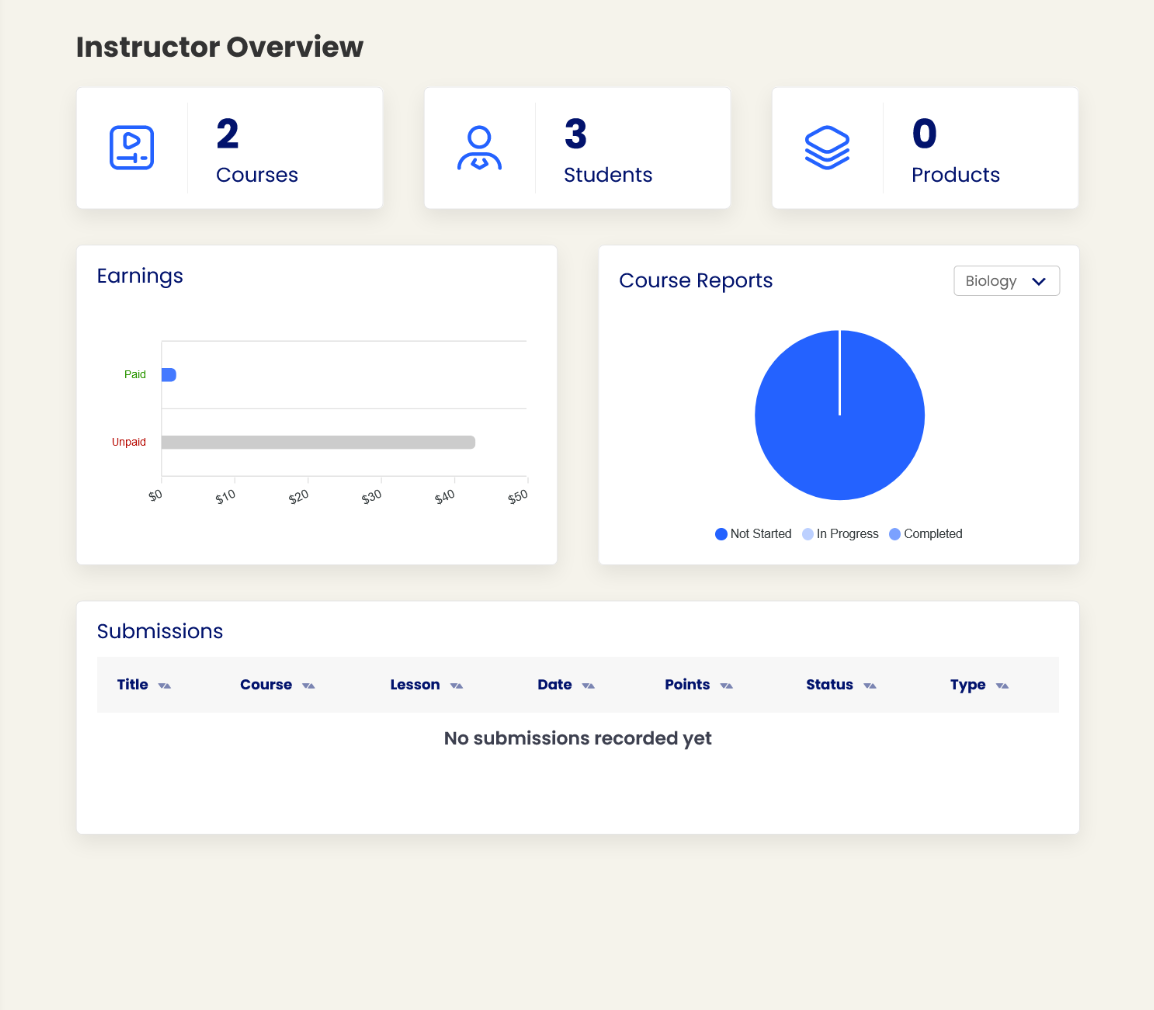 Instructor Overview
2
Courses
3
Students
0
Products
Earnings
Paid
Unpaid
$0 $10 $20 $30 $40 $50
Course Reports
Biology
Not Started In Progress Completed
Submissions
Title Course Lesson Date Points Status Type
No submissions recorded yet